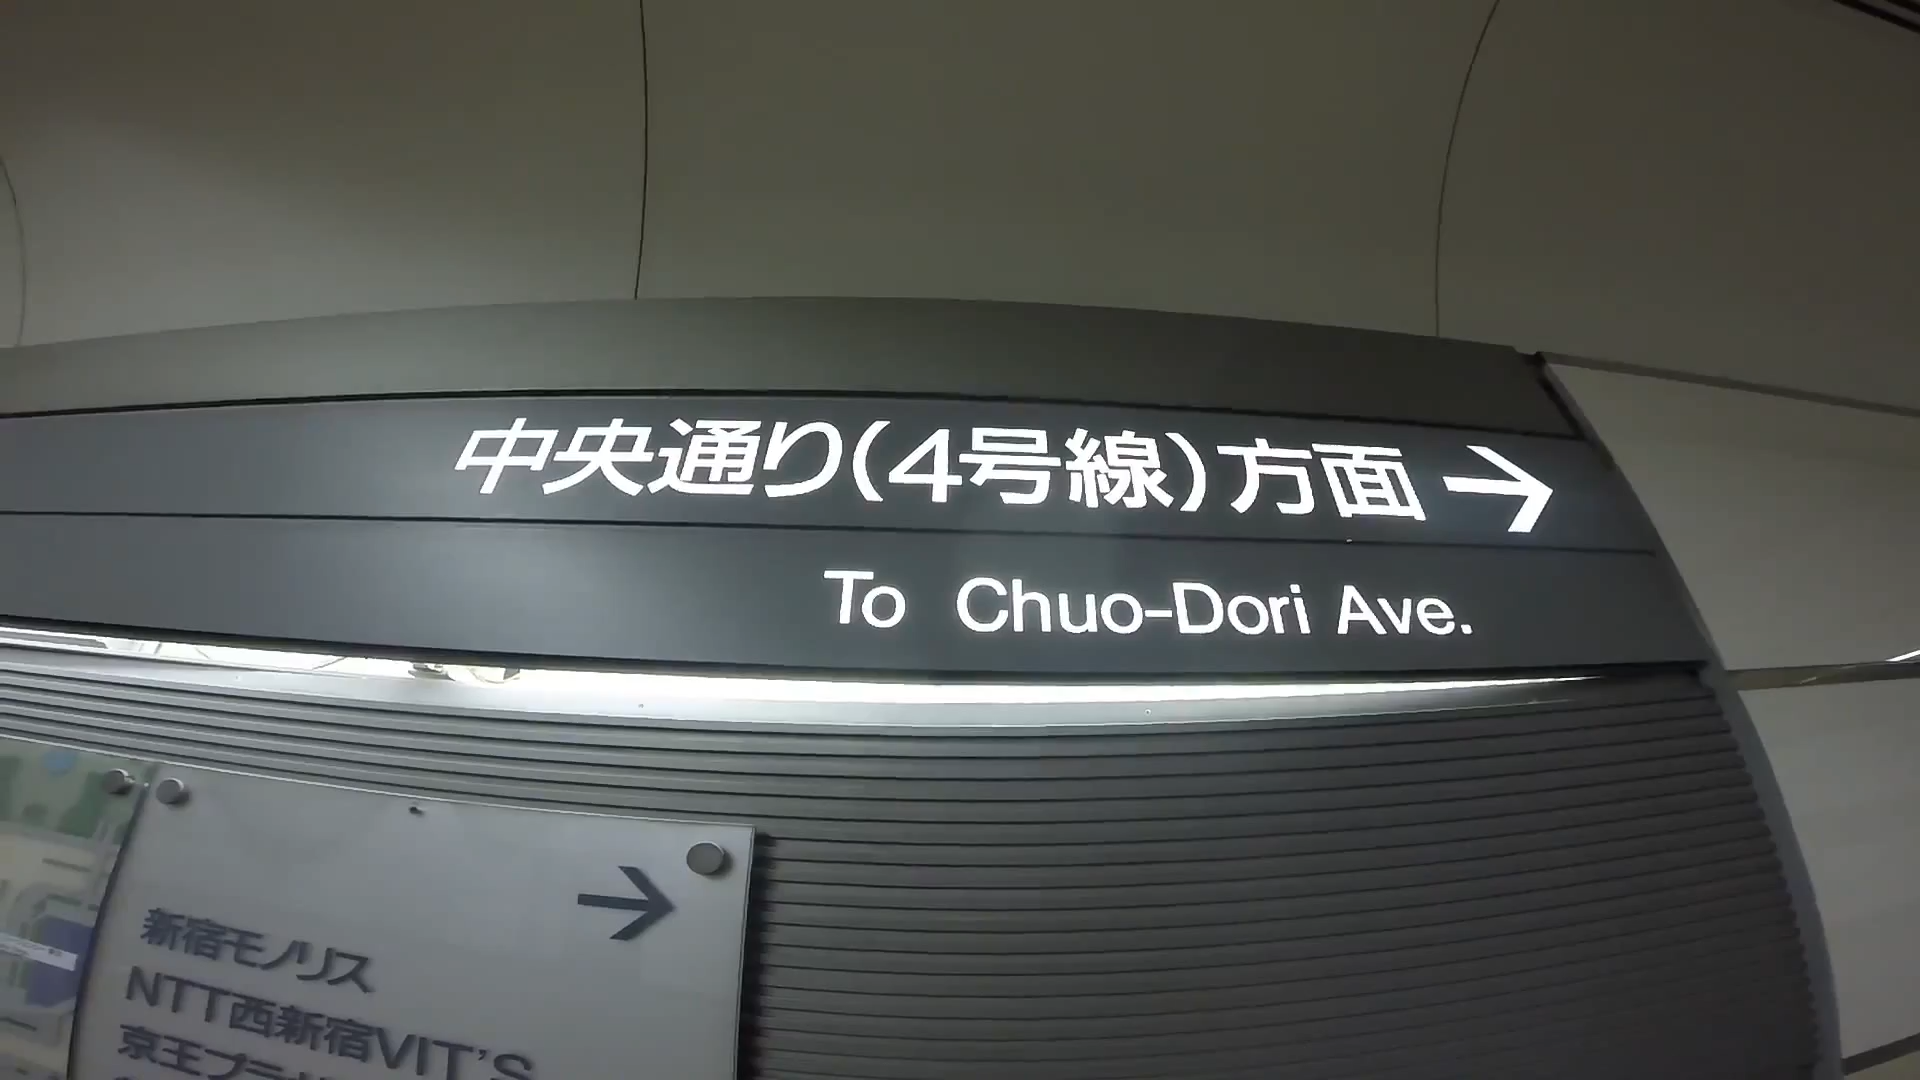 中央通り(4号線)方面→
To Chuo-Dori Ave.
→
新宿モノリス
NTT西新宿VIT'S
京王プラザ